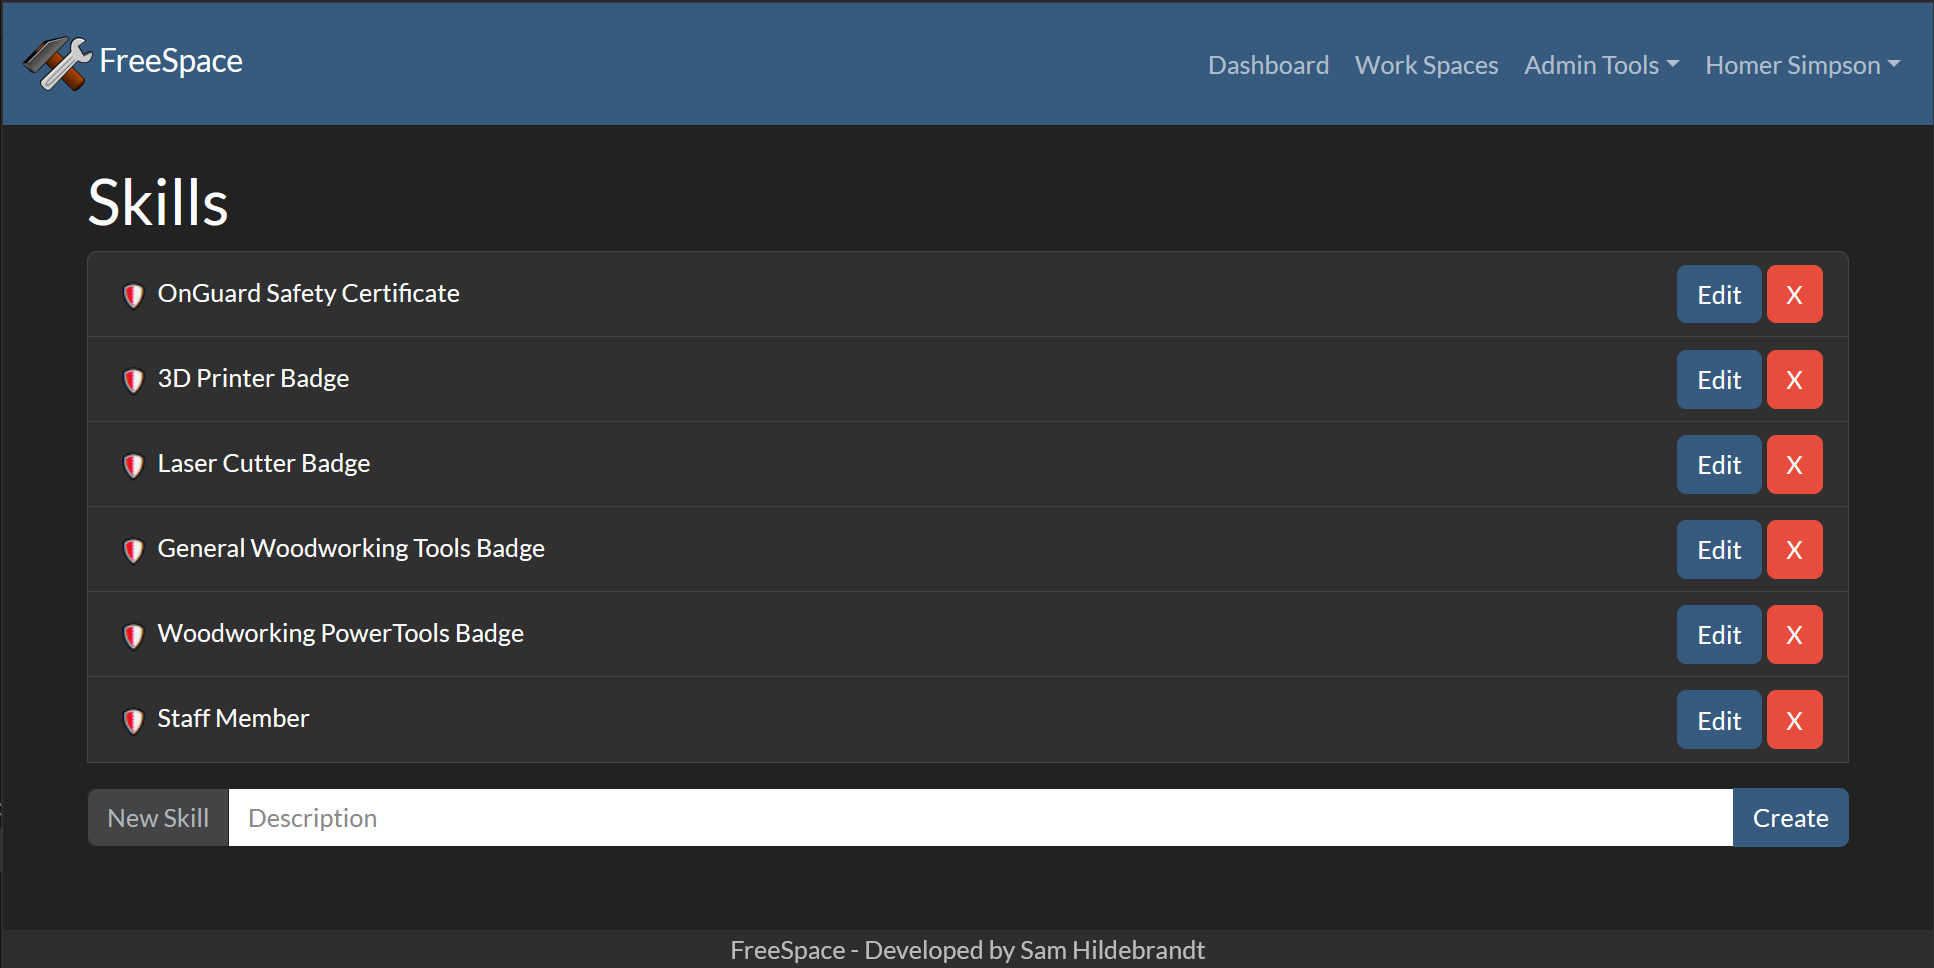 FreeSpace
Dashboard Work Spaces Admin Tools Homer Simpson
Skills
OnGuard Safety Certificate Edit X
3D Printer Badge Edit X
Laser Cutter Badge Edit X
General Woodworking Tools Badge Edit X
Woodworking PowerTools Badge Edit X
Staff Member Edit X
New Skill Description Create
FreeSpace - Developed by Sam Hildebrandt